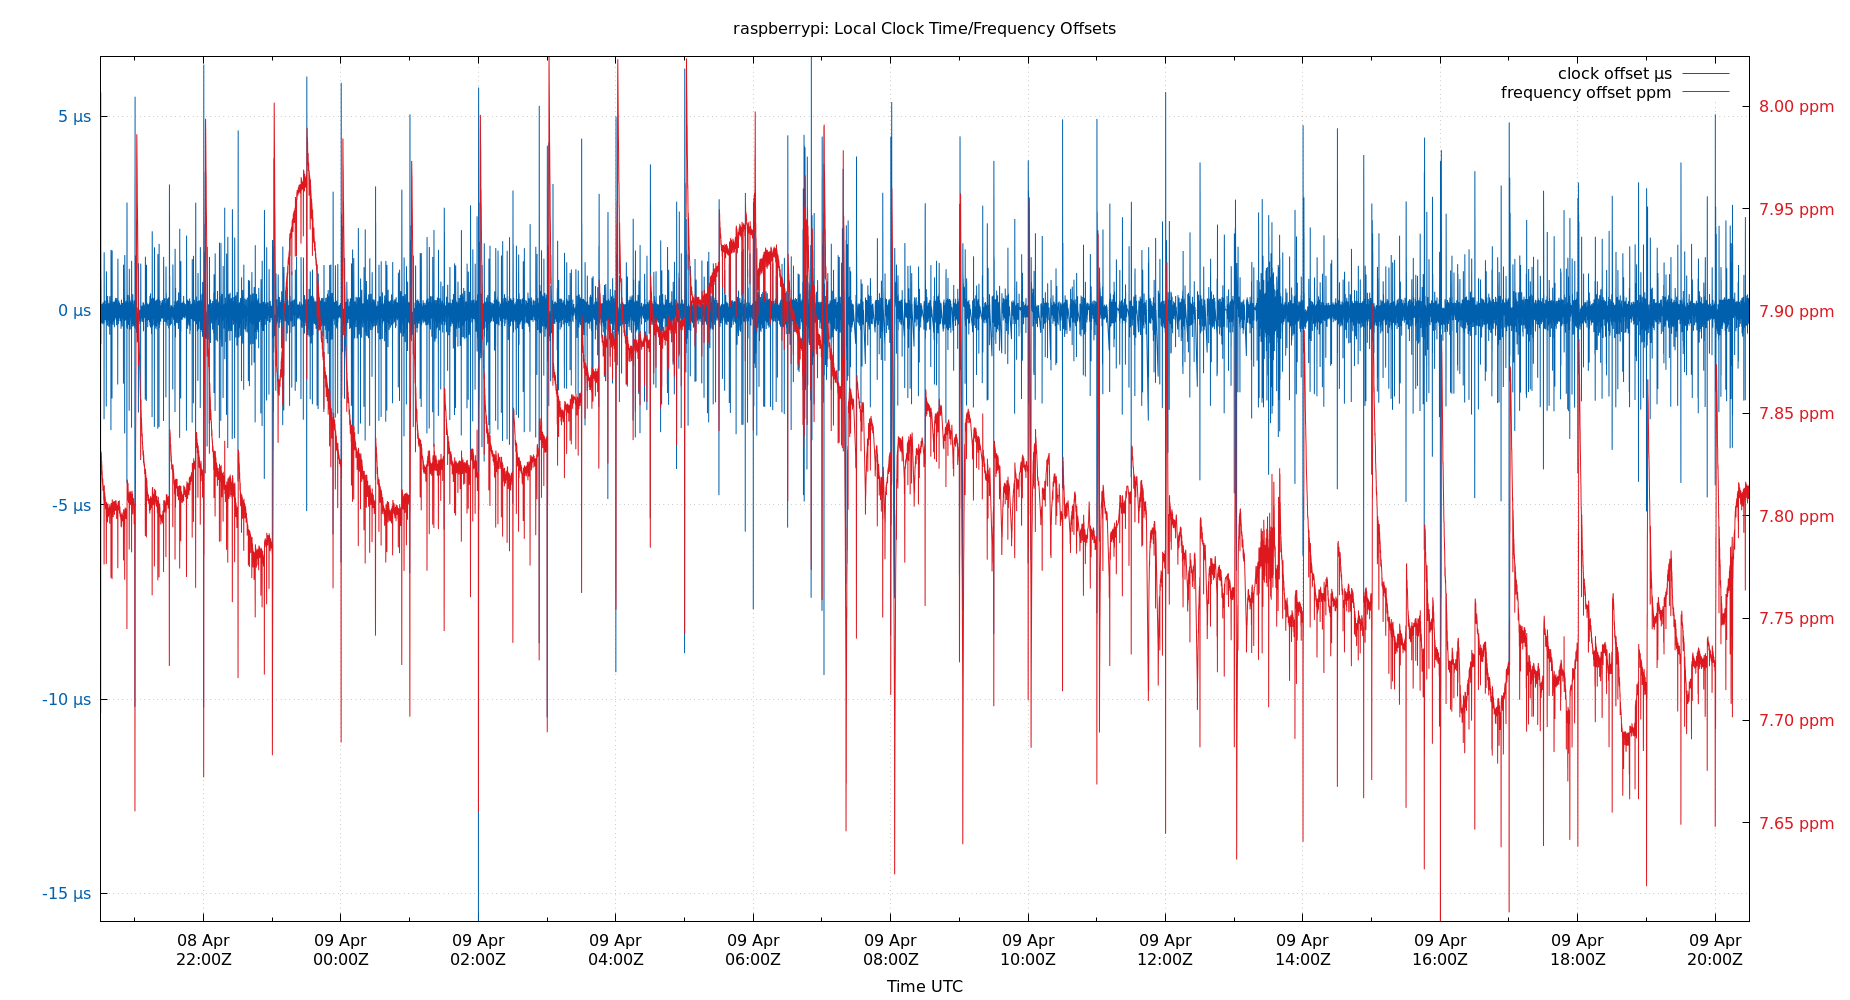 raspberrypi: Local Clock Time/Frequency Offsets
clock offset µs
frequency offset ppm
5 µs
0 µs
-5 µs
-10 µs
-15 µs
8.00 ppm
7.95 ppm
7.90 ppm
7.85 ppm
7.80 ppm
7.75 ppm
7.70 ppm
7.65 ppm
08 Apr 09 Apr 09 Apr 09 Apr 09 Apr 09 Apr 09 Apr 09 Apr 09 Apr 09 Apr 09 Apr 09 Apr
22:00Z 00:00Z 02:00Z 04:00Z 06:00Z 08:00Z 10:00Z 12:00Z 14:00Z 16:00Z 18:00Z 20:00Z
Time UTC